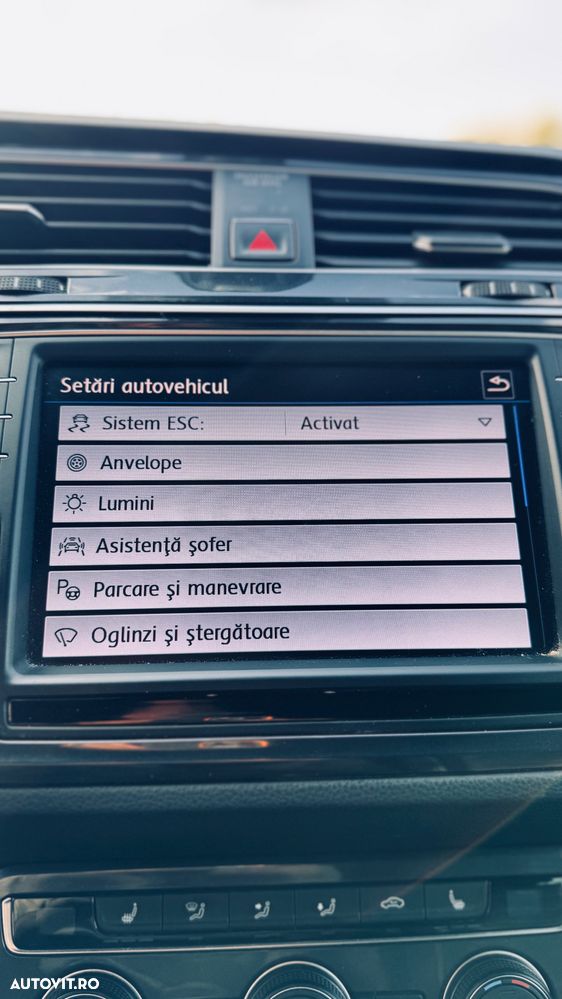 Setări autovehicul
Sistem ESC: Activat
Anvelope
Lumini
Asistenţă şofer
Parcare şi manevrare
Oglinzi şi ştergătoare
AUTOVIT.RO